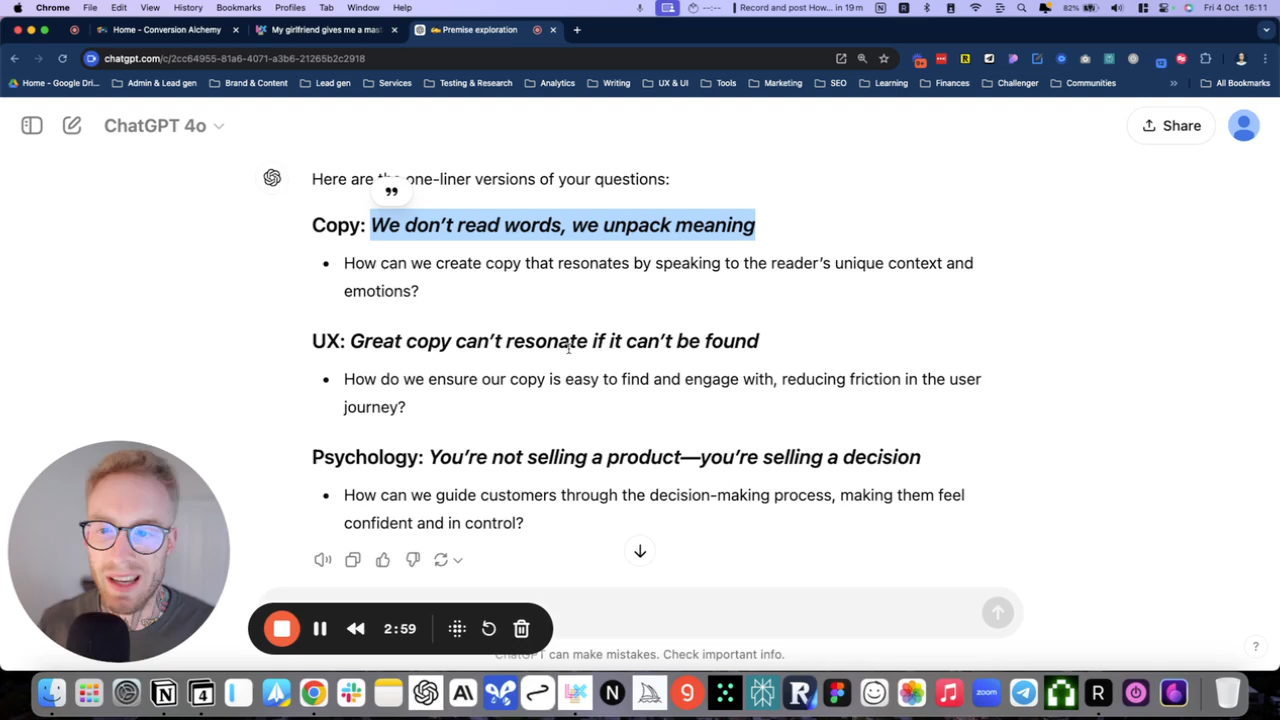 Chrome File Edit View History Bookmarks Profiles Tab Window Help
Record and post How... in 19 m
82%
Fri 4 Oct 16:11
Home - Conversion Alchemy
My girlfriend gives me a mas
Premise exploration
chatgpt.com/c/2cc64955-81a6-4071-a3b6-21265b2c2918
Home – Google Dri...
Admin & Lead gen
Brand & Content
Lead gen
Services
Testing & Research
Analytics
Writing
UX & UI
Tools
Marketing
SEO
Learning
Finances
Challenger
Communities
»
All Bookmarks
ChatGPT 4o
Share
Here are the one-liner versions of your questions:
Copy: We don't read words, we unpack meaning
• How can we create copy that resonates by speaking to the reader's unique context and
emotions?
UX: Great copy can't resonate if it can't be found
• How do we ensure our copy is easy to find and engage with, reducing friction in the user
journey?
Psychology: You're not selling a product—you're selling a decision
• How can we guide customers through the decision-making process, making them feel
confident and in control?
2:59
ChatGPT can make mistakes. Check important info.
?
4
AI
N
9
R
zoom
R